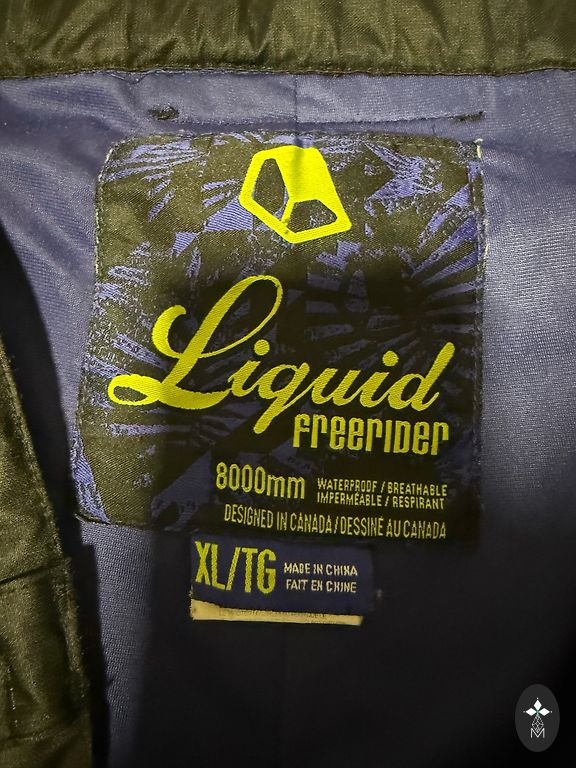 Liquid
freerider
8000mm WATERPROOF / BREATHABLE
IMPERMÉABLE / RESPIRANT
DESIGNED IN CANADA / DESSINÉ AU CANADA
XL/TG MADE IN CHINA
FAIT EN CHINE
M